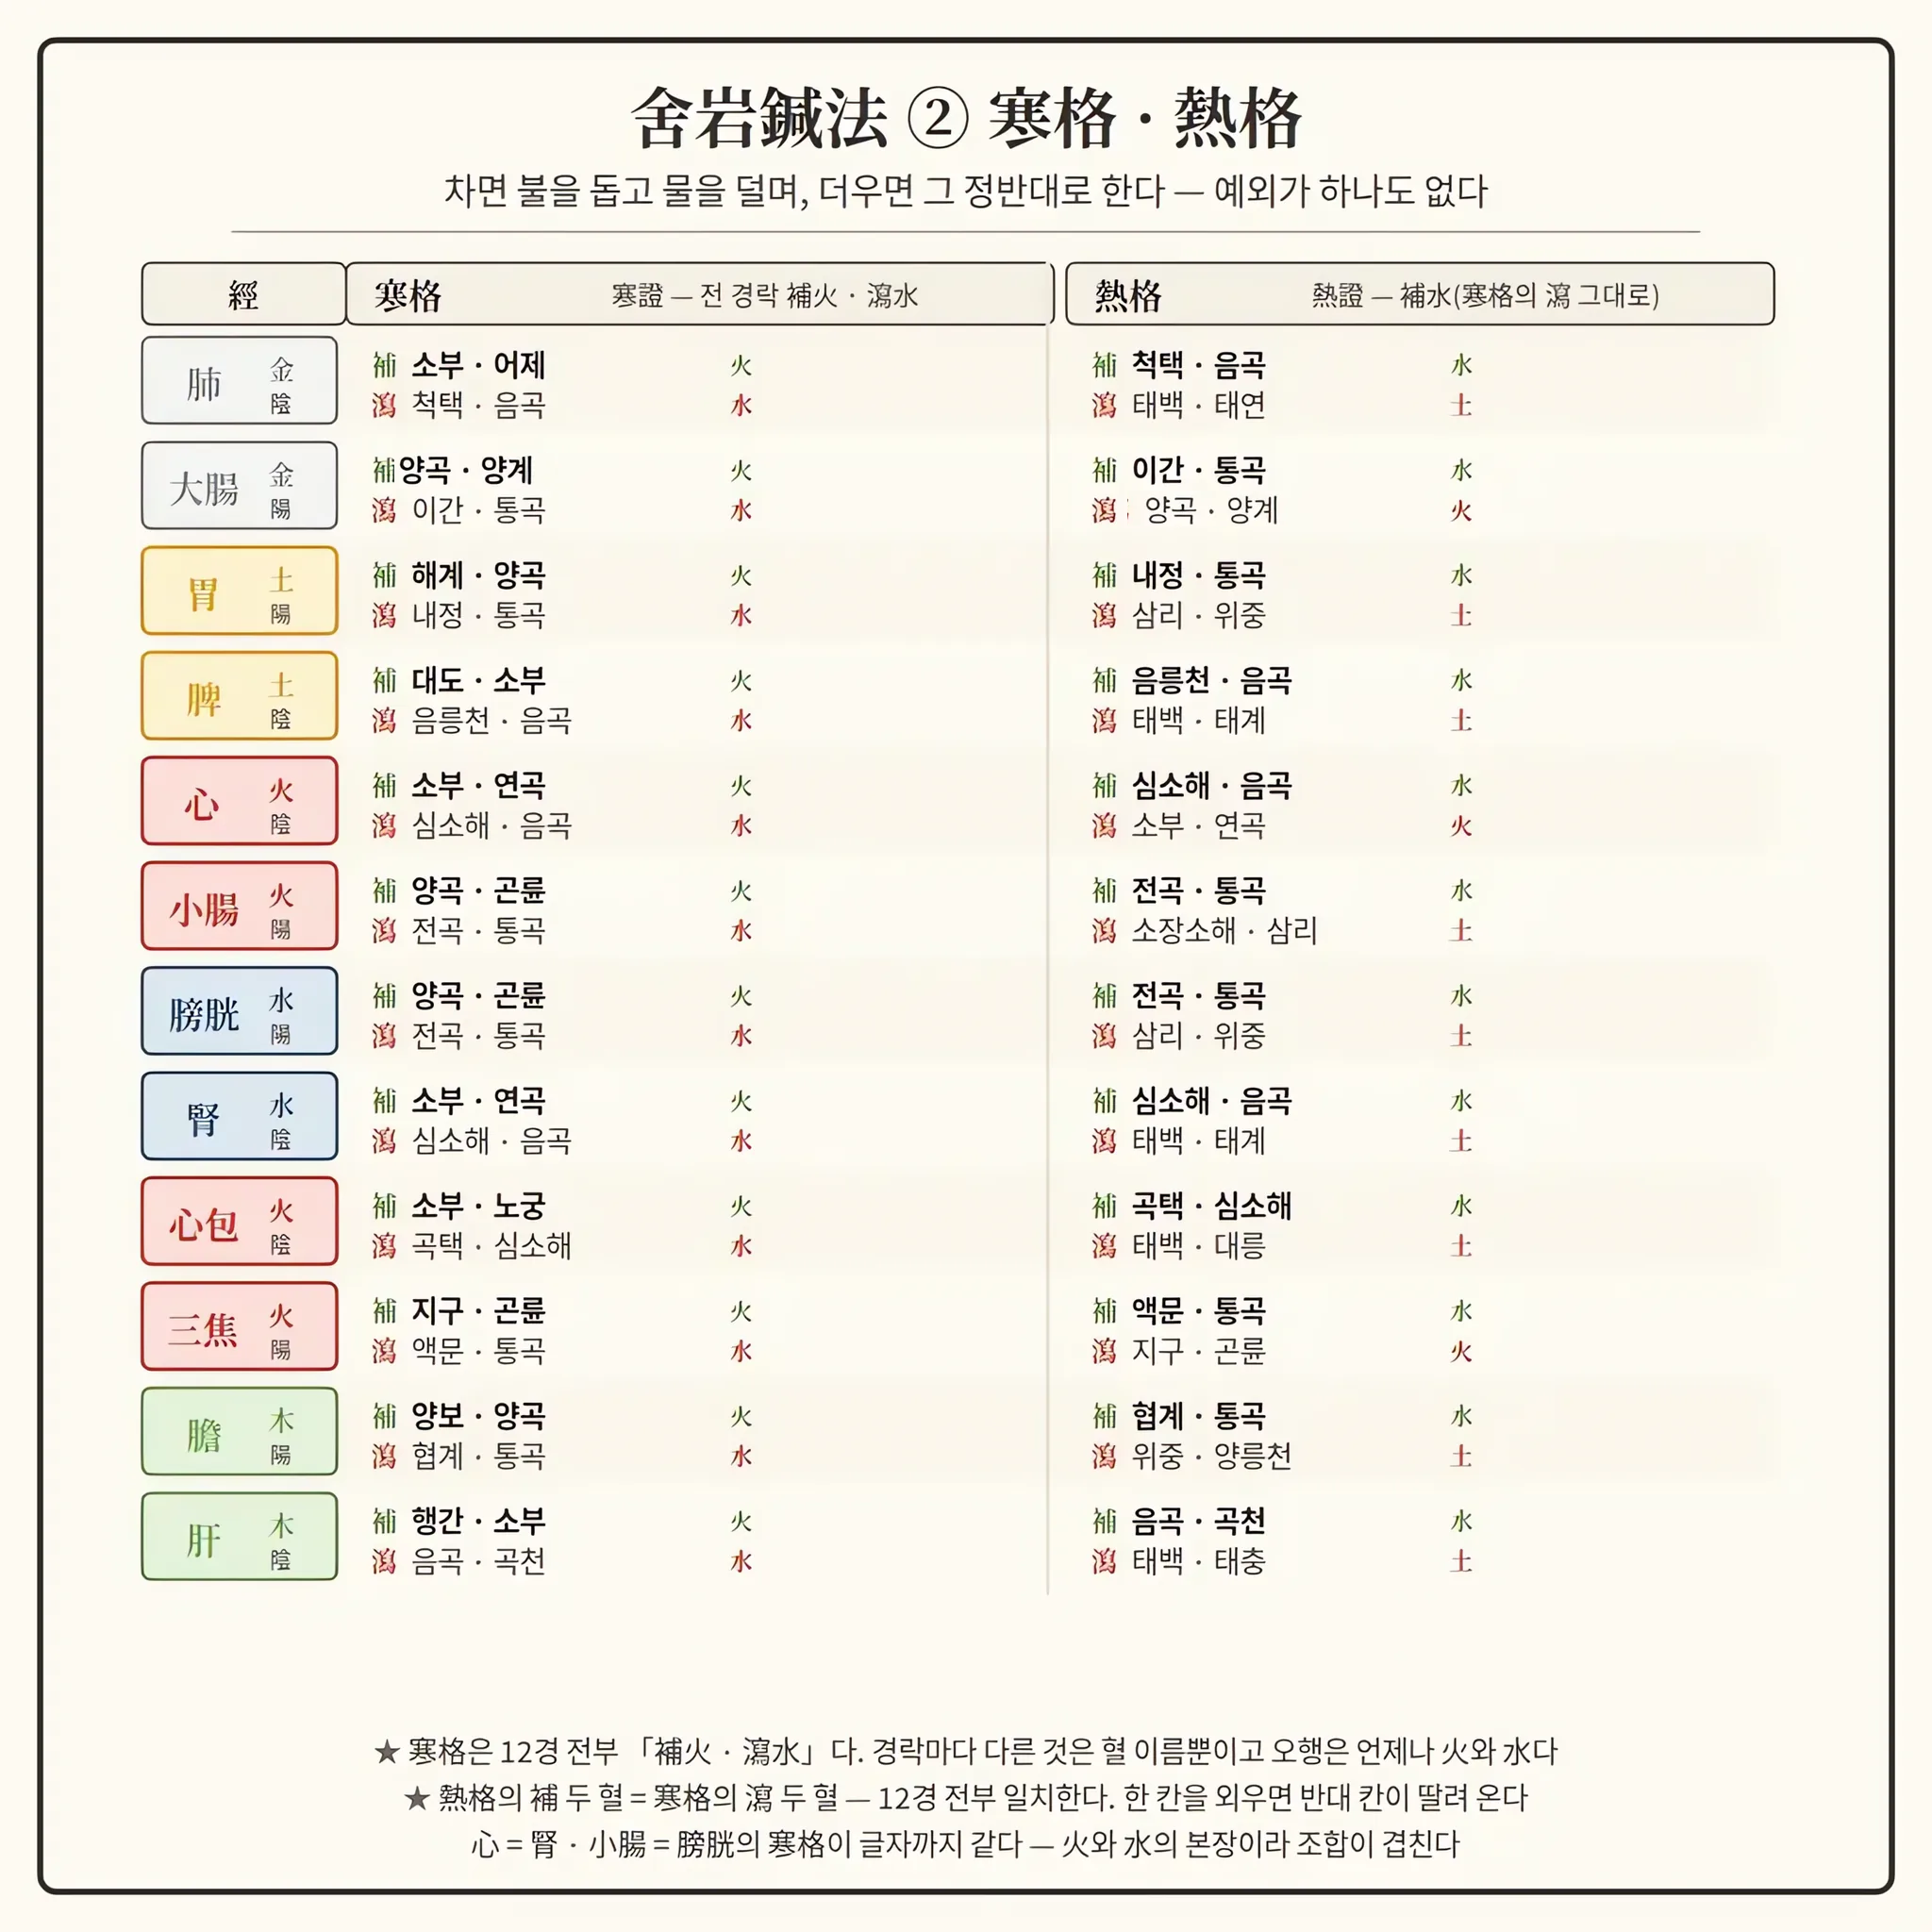 舍岩鍼法 ② 寒格 · 熱格
차면 불을 돕고 물을 덜며, 더우면 그 정반대로 한다 — 예외가 하나도 없다
經 寒格 寒證 — 전 경락 補火 · 瀉水 熱格 熱證 — 補水(寒格의 瀉 그대로)
肺 金 陰
補 소부 · 어제 火 補 척택 · 음곡 水
瀉 척택 · 음곡 水 瀉 태백 · 태연 土
大腸 金 陽
補 양곡 · 양계 火 補 이간 · 통곡 水
瀉 이간 · 통곡 水 瀉 양곡 · 양계 火
胃 土 陽
補 해계 · 양곡 火 補 내정 · 통곡 水
瀉 내정 · 통곡 水 瀉 삼리 · 위중 土
脾 土 陰
補 대도 · 소부 火 補 음릉천 · 음곡 水
瀉 음릉천 · 음곡 水 瀉 태백 · 태계 土
心 火 陰
補 소부 · 연곡 火 補 심소해 · 음곡 水
瀉 심소해 · 음곡 水 瀉 소부 · 연곡 火
小腸 火 陽
補 양곡 · 곤륜 火 補 전곡 · 통곡 水
瀉 전곡 · 통곡 水 瀉 소장소해 · 삼리 土
膀胱 水 陽
補 양곡 · 곤륜 火 補 전곡 · 통곡 水
瀉 전곡 · 통곡 水 瀉 삼리 · 위중 土
腎 水 陰
補 소부 · 연곡 火 補 심소해 · 음곡 水
瀉 심소해 · 음곡 水 瀉 태백 · 태계 土
心包 火 陰
補 소부 · 노궁 火 補 곡택 · 심소해 水
瀉 곡택 · 심소해 水 瀉 태백 · 대릉 土
三焦 火 陽
補 지구 · 곤륜 火 補 액문 · 통곡 水
瀉 액문 · 통곡 水 瀉 지구 · 곤륜 火
膽 木 陽
補 양보 · 양곡 火 補 협계 · 통곡 水
瀉 협계 · 통곡 水 瀉 위중 · 양릉천 土
肝 木 陰
補 행간 · 소부 火 補 음곡 · 곡천 水
瀉 음곡 · 곡천 水 瀉 태백 · 태충 土
★ 寒格은 12경 전부 「補火 · 瀉水」다. 경락마다 다른 것은 혈 이름뿐이고 오행은 언제나 火와 水다
★ 熱格의 補 두 혈 = 寒格의 瀉 두 혈 — 12경 전부 일치한다. 한 칸을 외우면 반대 칸이 딸려 온다
心 = 腎 · 小腸 = 膀胱의 寒格이 글자까지 같다 — 火와 水의 본장이라 조합이 겹친다